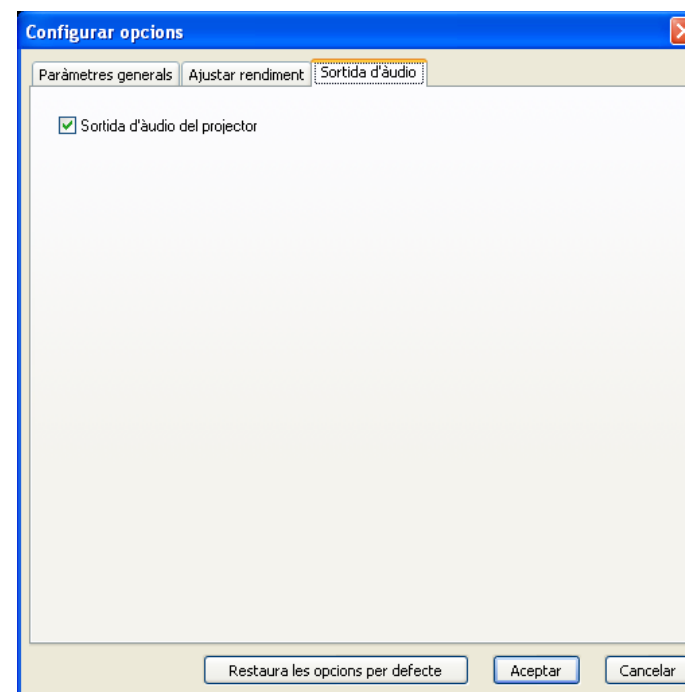 Configurar opcions
Paràmetres generals Ajustar rendiment Sortida d'àudio
Sortida d'àudio del projector
Restaura les opcions per defecte Aceptar Cancelar